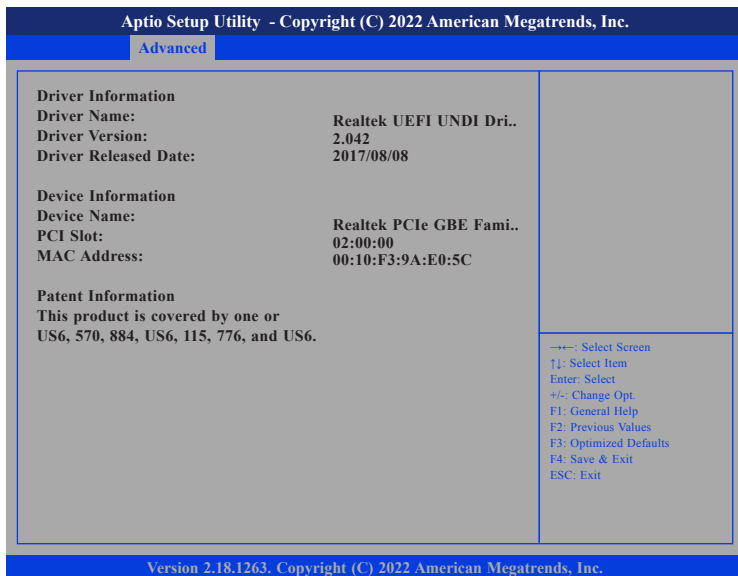 Aptio Setup Utility - Copyright (C) 2022 American Megatrends, Inc.
Advanced
Driver Information
Driver Name: Realtek UEFI UNDI Dri..
Driver Version: 2.042
Driver Released Date: 2017/08/08
Device Information
Device Name: Realtek PCIe GBE Fami..
PCI Slot: 02:00:00
MAC Address: 00:10:F3:9A:E0:5C
Patent Information
This product is covered by one or
US6, 570, 884, US6, 115, 776, and US6.
→←: Select Screen
↑↓: Select Item
Enter: Select
+/-: Change Opt.
F1: General Help
F2: Previous Values
F3: Optimized Defaults
F4: Save & Exit
ESC: Exit
Version 2.18.1263. Copyright (C) 2022 American Megatrends, Inc.